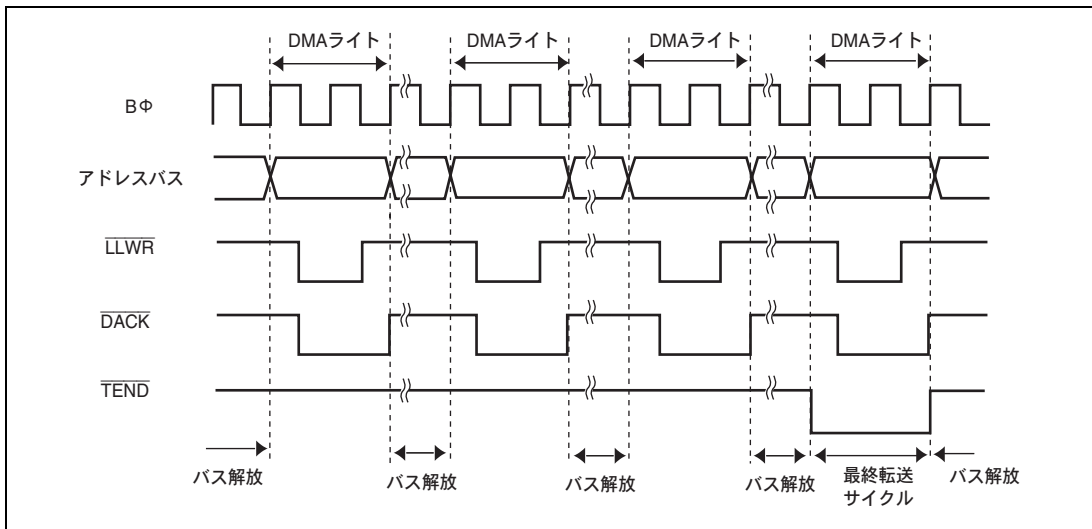 DMAライト DMAライト DMAライト DMAライト
BΦ
アドレスバス
LLWR
DACK
TEND
バス解放 バス解放 バス解放 バス解放 最終転送 バス解放
サイクル